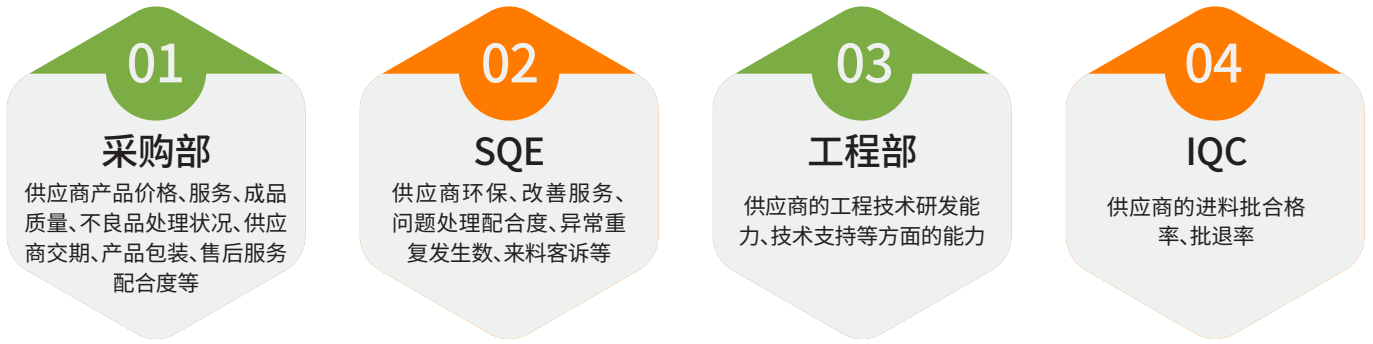 01
采购部
供应商产品价格、服务、成品
质量、不良品处理状况、供应
商交期、产品包装、售后服务
配合度等
02
SQE
供应商环保、改善服务、
问题处理配合度、异常重
复发生数、来料客诉等
03
工程部
供应商的工程技术研发能
力、技术支持等方面的能力
04
IQC
供应商的进料批合格
率、批退率